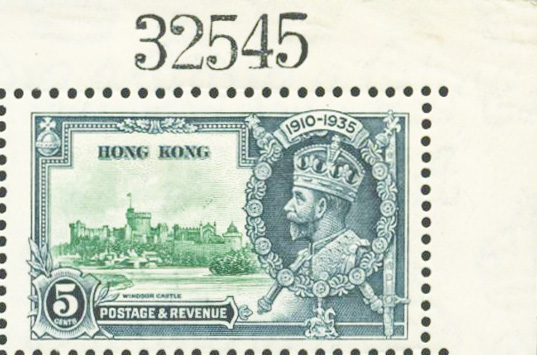 32545
1910-1935
HONG KONG
WINDSOR CASTLE
5
CENTS
POSTAGE & REVENUE